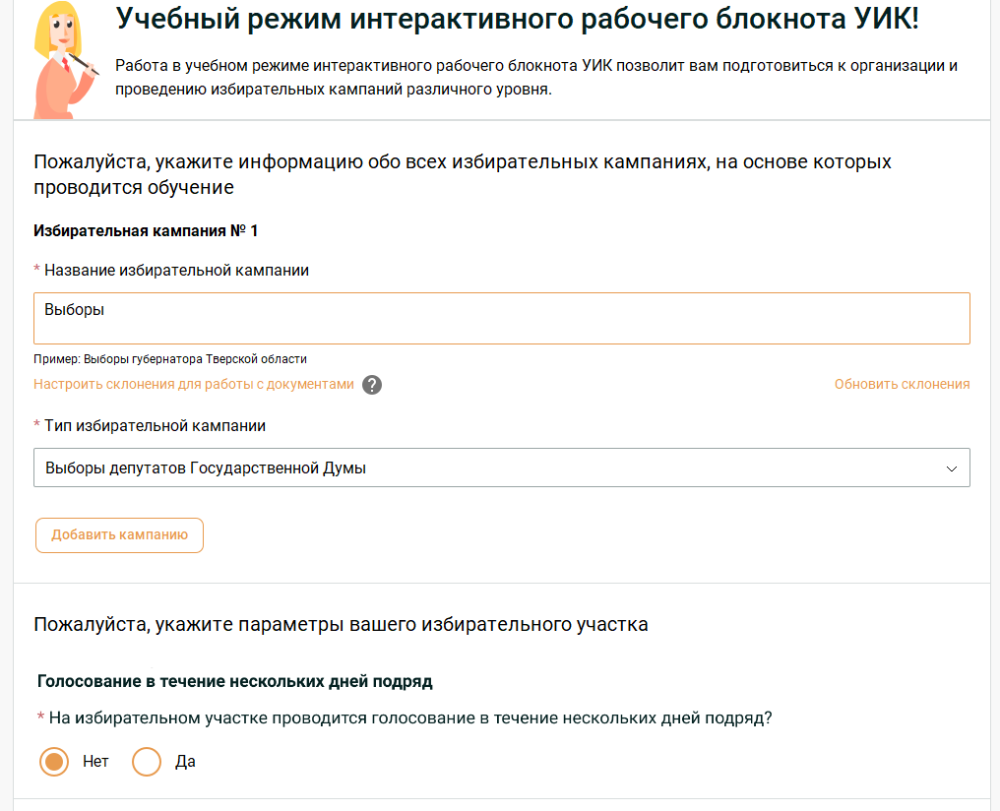 Учебный режим интерактивного рабочего блокнота УИК!
Работа в учебном режиме интерактивного рабочего блокнота УИК позволит вам подготовиться к организации и
проведению избирательных кампаний различного уровня.
Пожалуйста, укажите информацию обо всех избирательных кампаниях, на основе которых
проводится обучение
Избирательная кампания № 1
* Название избирательной кампании
Выборы
Пример: Выборы губернатора Тверской области
Настроить склонения для работы с документами ?
Обновить склонения
* Тип избирательной кампании
Выборы депутатов Государственной Думы
Добавить кампанию
Пожалуйста, укажите параметры вашего избирательного участка
Голосование в течение нескольких дней подряд
* На избирательном участке проводится голосование в течение нескольких дней подряд?
Нет Да